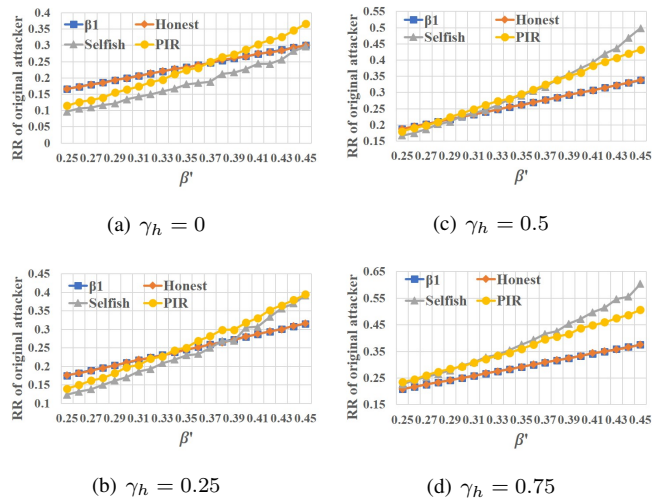 β1 Honest
Selfish PIR
RR of original attacker
0.4
0.35
0.3
0.25
0.2
0.15
0.1
0.05
0
0.25 0.27 0.29 0.31 0.33 0.35 0.37 0.39 0.41 0.43 0.45
β'
(a) γh = 0
β1 Honest
Selfish PIR
RR of original attacker
0.55
0.5
0.45
0.4
0.35
0.3
0.25
0.2
0.15
0.25 0.27 0.29 0.31 0.33 0.35 0.37 0.39 0.41 0.43 0.45
β'
(c) γh = 0.5
β1 Honest
Selfish PIR
RR of original attacker
0.45
0.4
0.35
0.3
0.25
0.2
0.15
0.1
0.25 0.27 0.29 0.31 0.33 0.35 0.37 0.39 0.41 0.43 0.45
β'
(b) γh = 0.25
β1 Honest
Selfish PIR
RR of original attacker
0.65
0.55
0.45
0.35
0.25
0.15
0.25 0.27 0.29 0.31 0.33 0.35 0.37 0.39 0.41 0.43 0.45
β'
(d) γh = 0.75